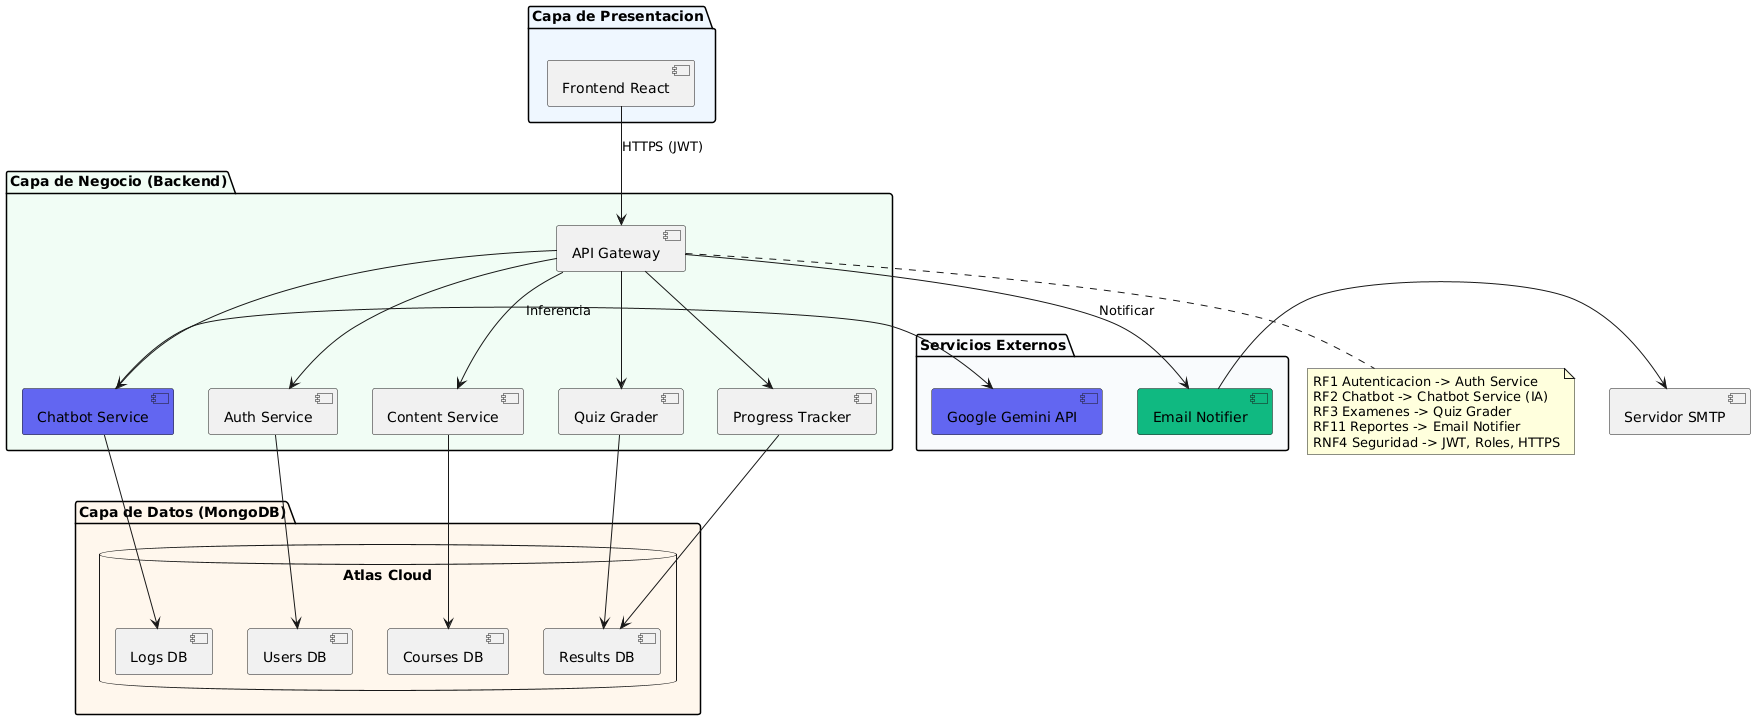 Capa de Presentacion
Frontend React
HTTPS (JWT)
Capa de Negocio (Backend)
API Gateway
Inferencia
Notificar
Servicios Externos
Chatbot Service
Auth Service
Content Service
Quiz Grader
Progress Tracker
Google Gemini API
Email Notifier
RF1 Autenticacion -> Auth Service
RF2 Chatbot -> Chatbot Service (IA)
RF3 Examenes -> Quiz Grader
RF11 Reportes -> Email Notifier
RNF4 Seguridad -> JWT, Roles, HTTPS
Servidor SMTP
Capa de Datos (MongoDB)
Atlas Cloud
Logs DB
Users DB
Courses DB
Results DB